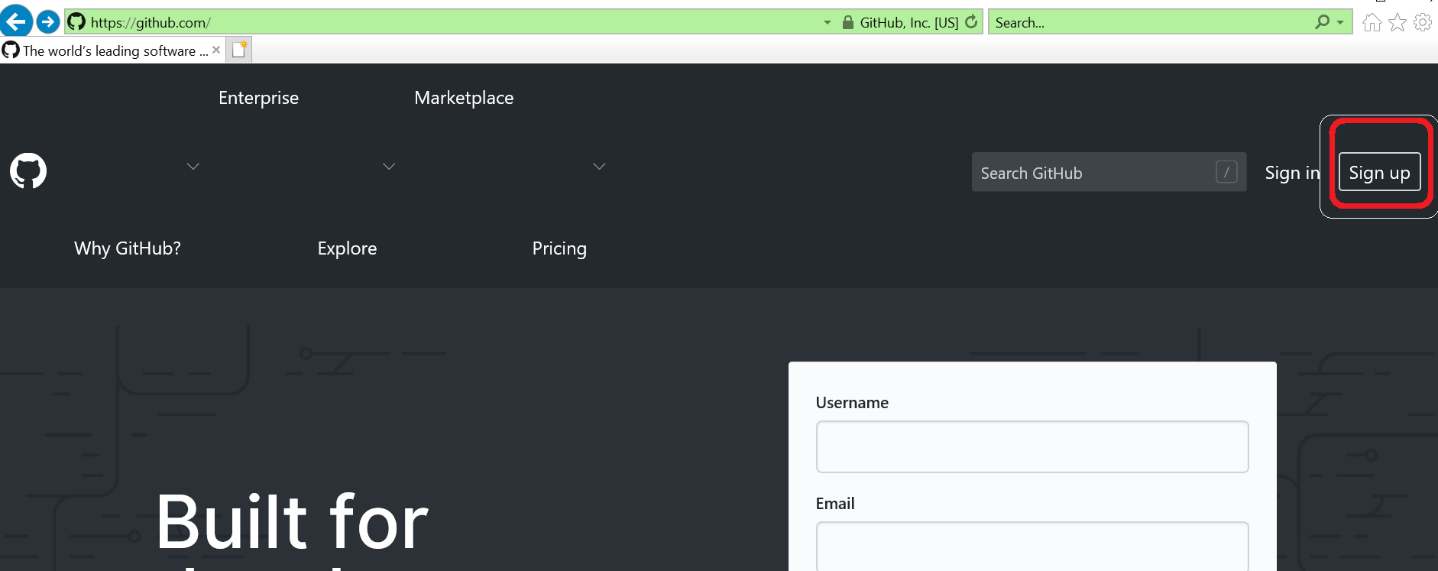 https://github.com/
GitHub, Inc. [US]
Search...
The world's leading software ...
Enterprise
Marketplace
Search GitHub
/
Sign in
Sign up
Why GitHub?
Explore
Pricing
Username
Email
Built for